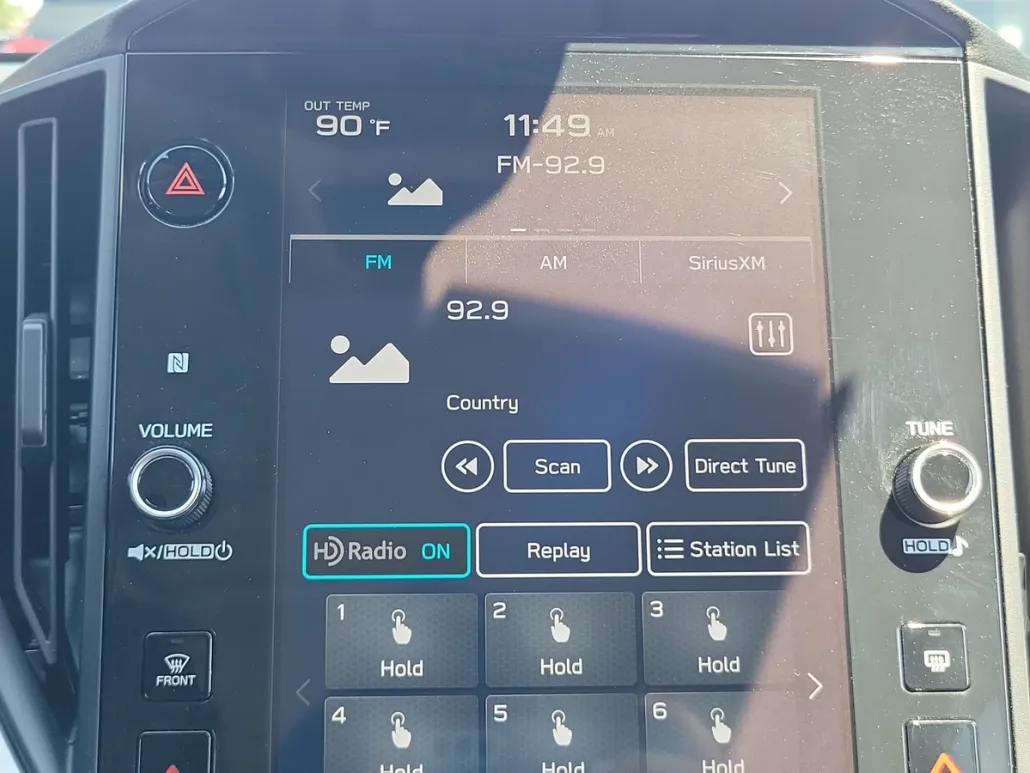 OUT TEMP
90 °F
11:49 AM
FM-92.9
FM
AM
SiriusXM
92.9
Country
VOLUME
TUNE
Scan
Direct Tune
HD Radio ON
Replay
Station List
/HOLD
HOLD
1
Hold
2
Hold
3
Hold
FRONT
4
Hold
5
Hold
6
Hold